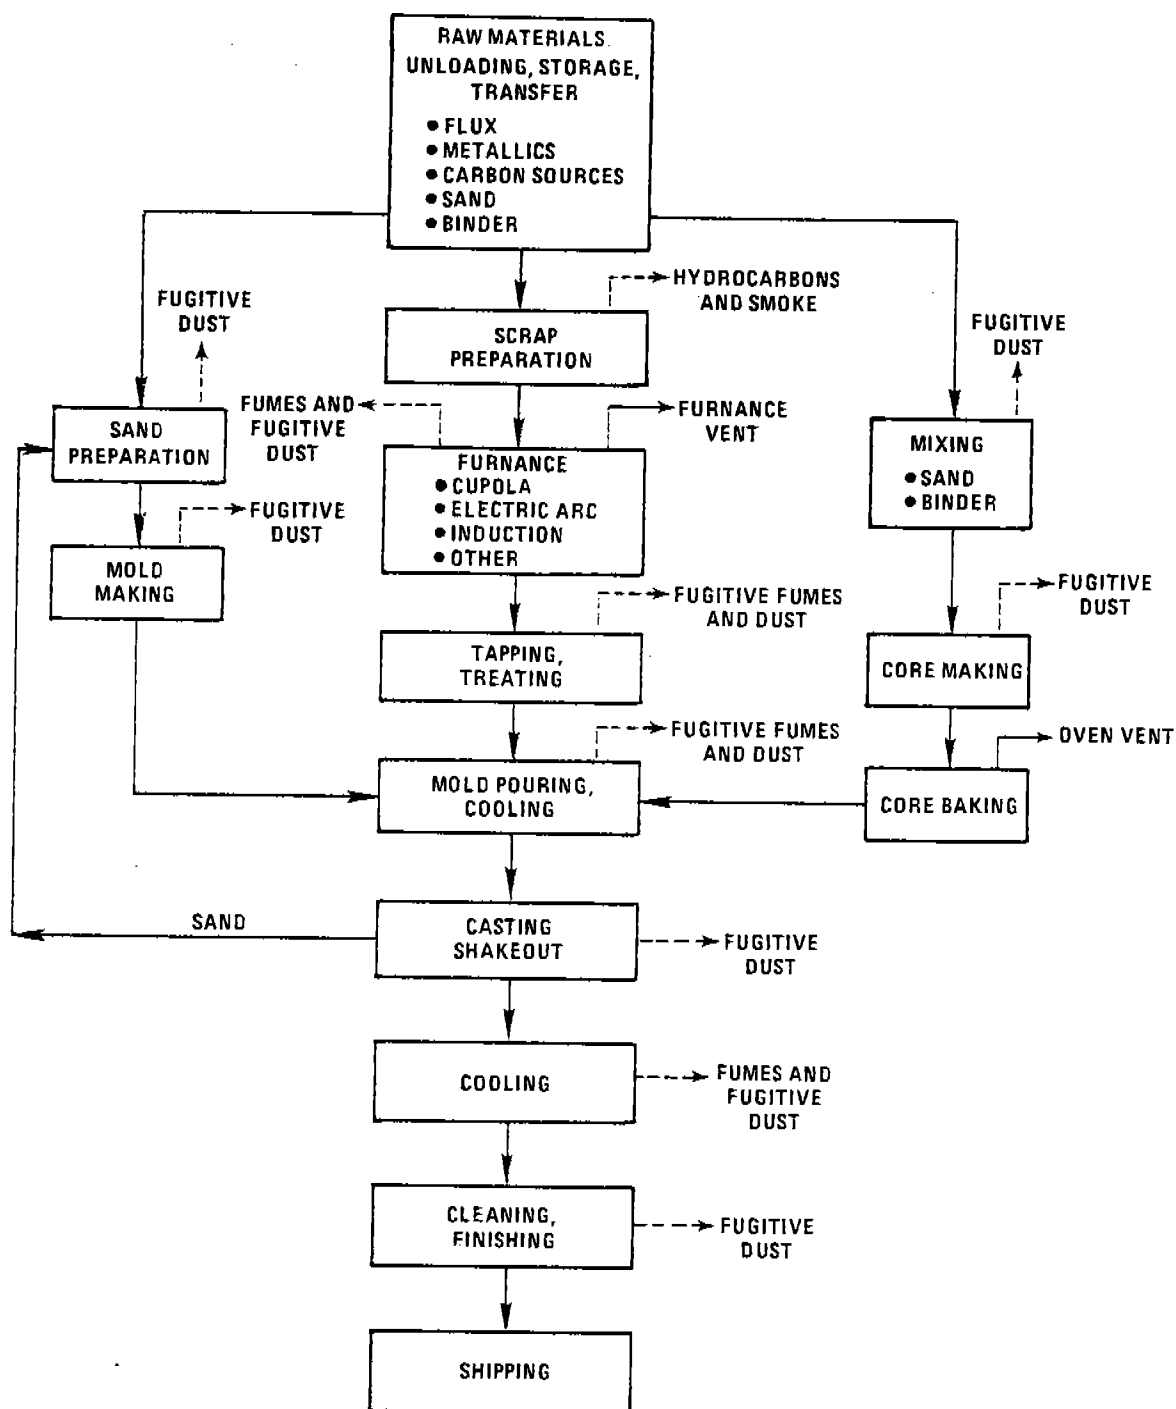 RAW MATERIALS
UNLOADING, STORAGE,
TRANSFER
• FLUX
• METALLICS
• CARBON SOURCES
• SAND
• BINDER
HYDROCARBONS
AND SMOKE
FUGITIVE
DUST
FUGITIVE
DUST
SCRAP
PREPARATION
FUMES AND
FUGITIVE
DUST
FURNANCE
VENT
SAND
PREPARATION
MIXING
• SAND
• BINDER
FURNANCE
• CUPOLA
• ELECTRIC ARC
• INDUCTION
• OTHER
FUGITIVE
DUST
MOLD
MAKING
FUGITIVE FUMES
AND DUST
FUGITIVE
DUST
TAPPING,
TREATING
CORE MAKING
FUGITIVE FUMES
AND DUST
OVEN VENT
MOLD POURING,
COOLING
CORE BAKING
SAND
CASTING
SHAKEOUT
FUGITIVE
DUST
COOLING
FUMES AND
FUGITIVE
DUST
CLEANING,
FINISHING
FUGITIVE
DUST
SHIPPING